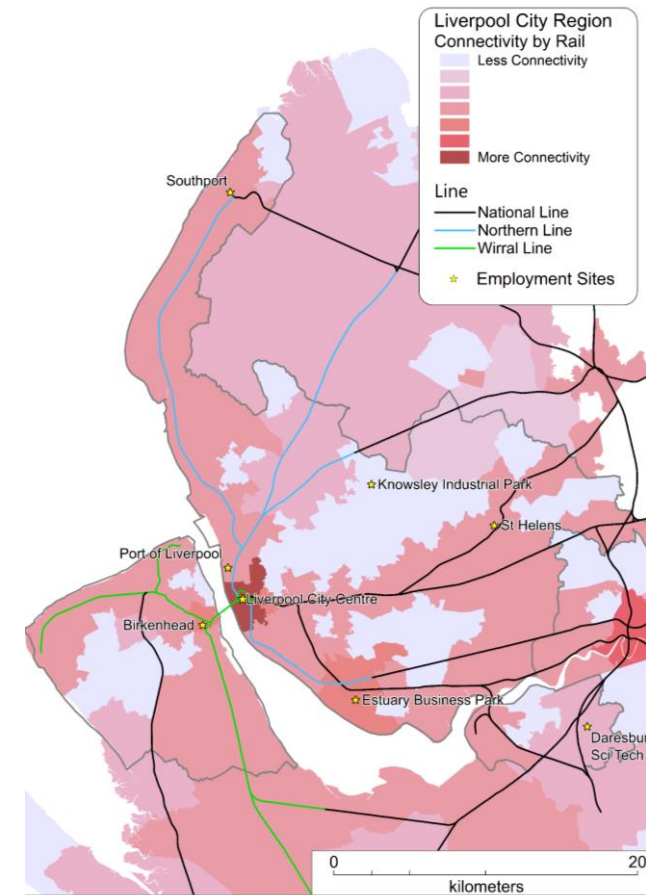 Liverpool City Region
Connectivity by Rail
Less Connectivity
More Connectivity
Line
National Line
Northern Line
Wirral Line
Employment Sites
Southport
Knowsley Industrial Park
St Helens
Port of Liverpool
Liverpool City Centre
Birkenhead
Estuary Business Park
Daresbur
Sci Tech
0
20
kilometers